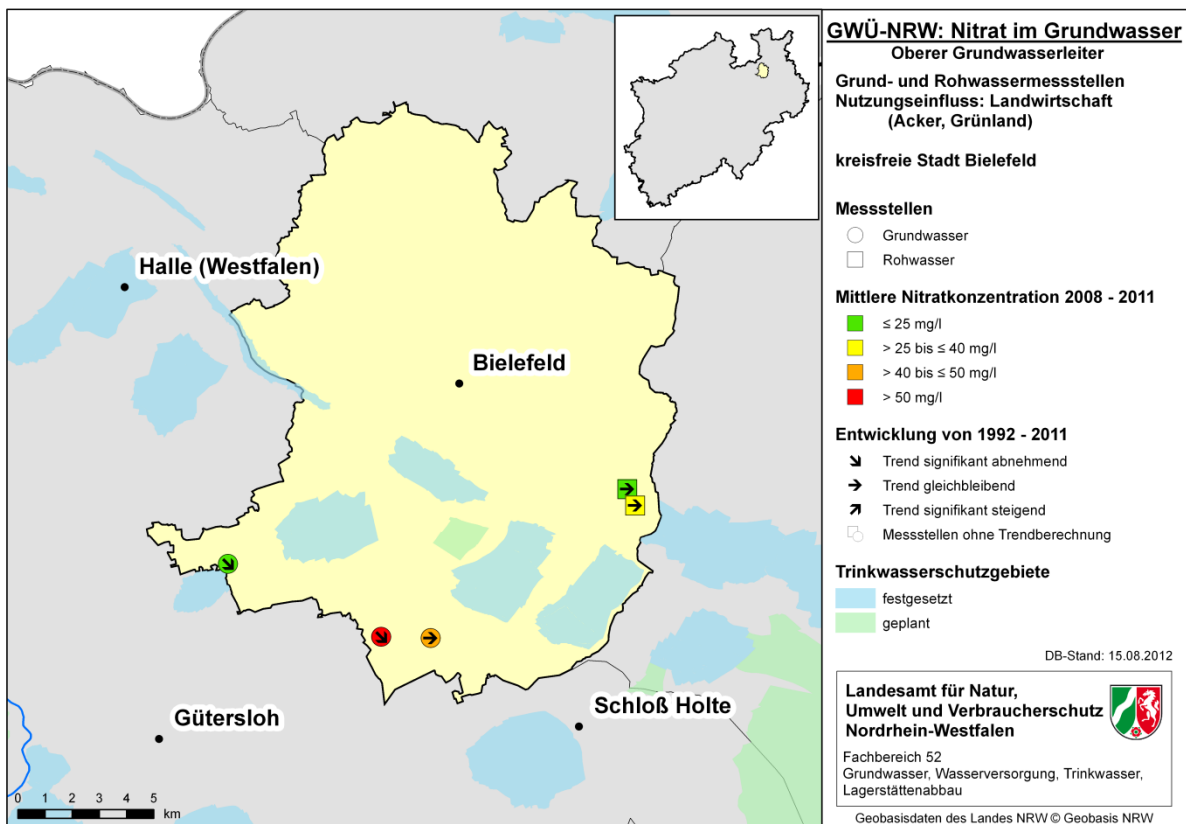 GWÜ-NRW: Nitrat im Grundwasser
Oberer Grundwasserleiter
Grund- und Rohwassermessstellen
Nutzungseinfluss: Landwirtschaft
(Acker, Grünland)
kreisfreie Stadt Bielefeld
Messstellen
Grundwasser
Rohwasser
Mittlere Nitratkonzentration 2008 - 2011
≤ 25 mg/l
> 25 bis ≤ 40 mg/l
> 40 bis ≤ 50 mg/l
> 50 mg/l
Entwicklung von 1992 - 2011
Trend signifikant abnehmend
Trend gleichbleibend
Trend signifikant steigend
Messstellen ohne Trendberechnung
Trinkwasserschutzgebiete
festgesetzt
geplant
DB-Stand: 15.08.2012
Landesamt für Natur,
Umwelt und Verbraucherschutz
Nordrhein-Westfalen
Fachbereich 52
Grundwasser, Wasserversorgung, Trinkwasser,
Lagerstättenabbau
Geobasisdaten des Landes NRW © Geobasis NRW
Halle (Westfalen)
Bielefeld
Gütersloh
Schloß Holte
0 1 2 3 4 5
km